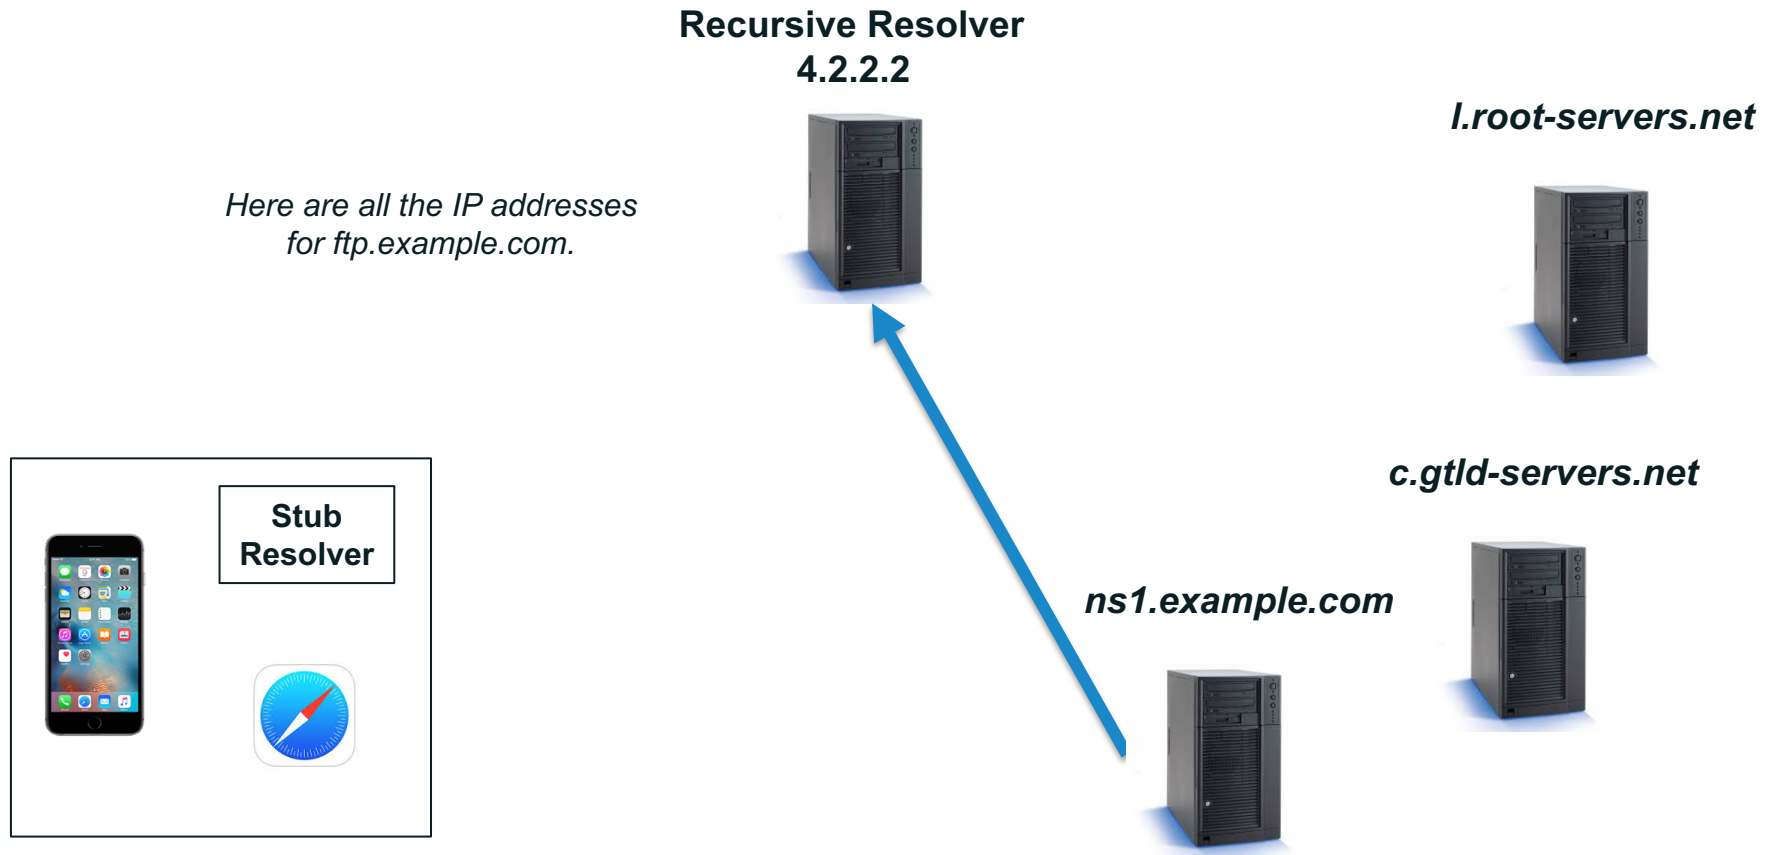 Recursive Resolver
4.2.2.2
l.root-servers.net
Here are all the IP addresses
for ftp.example.com.
c.gtld-servers.net
Stub
Resolver
ns1.example.com